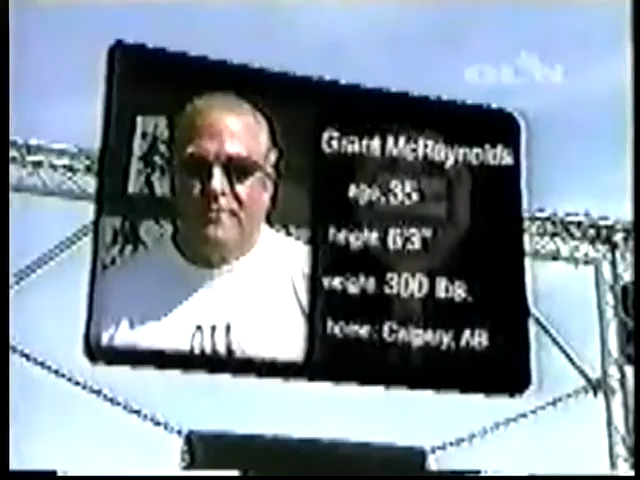 OLN
Grant McReynolds
age: 35
height: 6'3"
weight: 300 lbs.
home: Calgary, AB